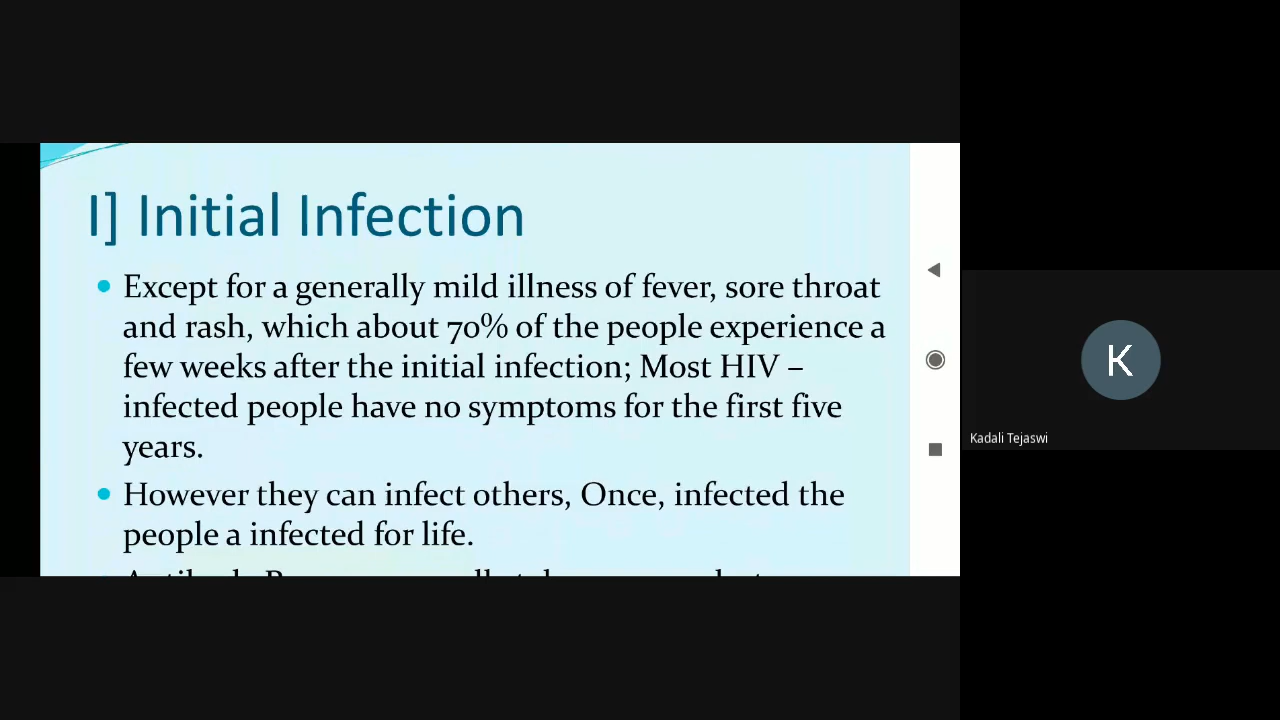 I] Initial Infection
• Except for a generally mild illness of fever, sore throat
and rash, which about 70% of the people experience a
few weeks after the initial infection; Most HIV –
infected people have no symptoms for the first five
years.
• However they can infect others, Once, infected the
people a infected for life.
K
Kadali Tejaswi